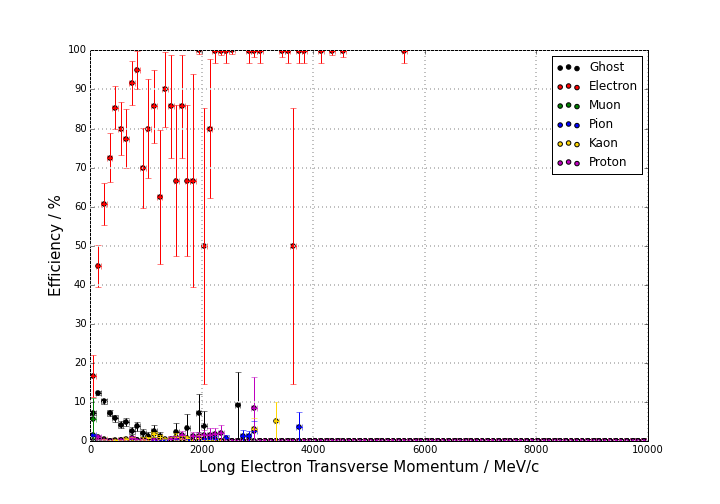 100
90
80
70
60
50
40
30
20
10
0
Efficiency / %
Ghost
Electron
Muon
Pion
Kaon
Proton
0 2000 4000 6000 8000 10000
Long Electron Transverse Momentum / MeV/c